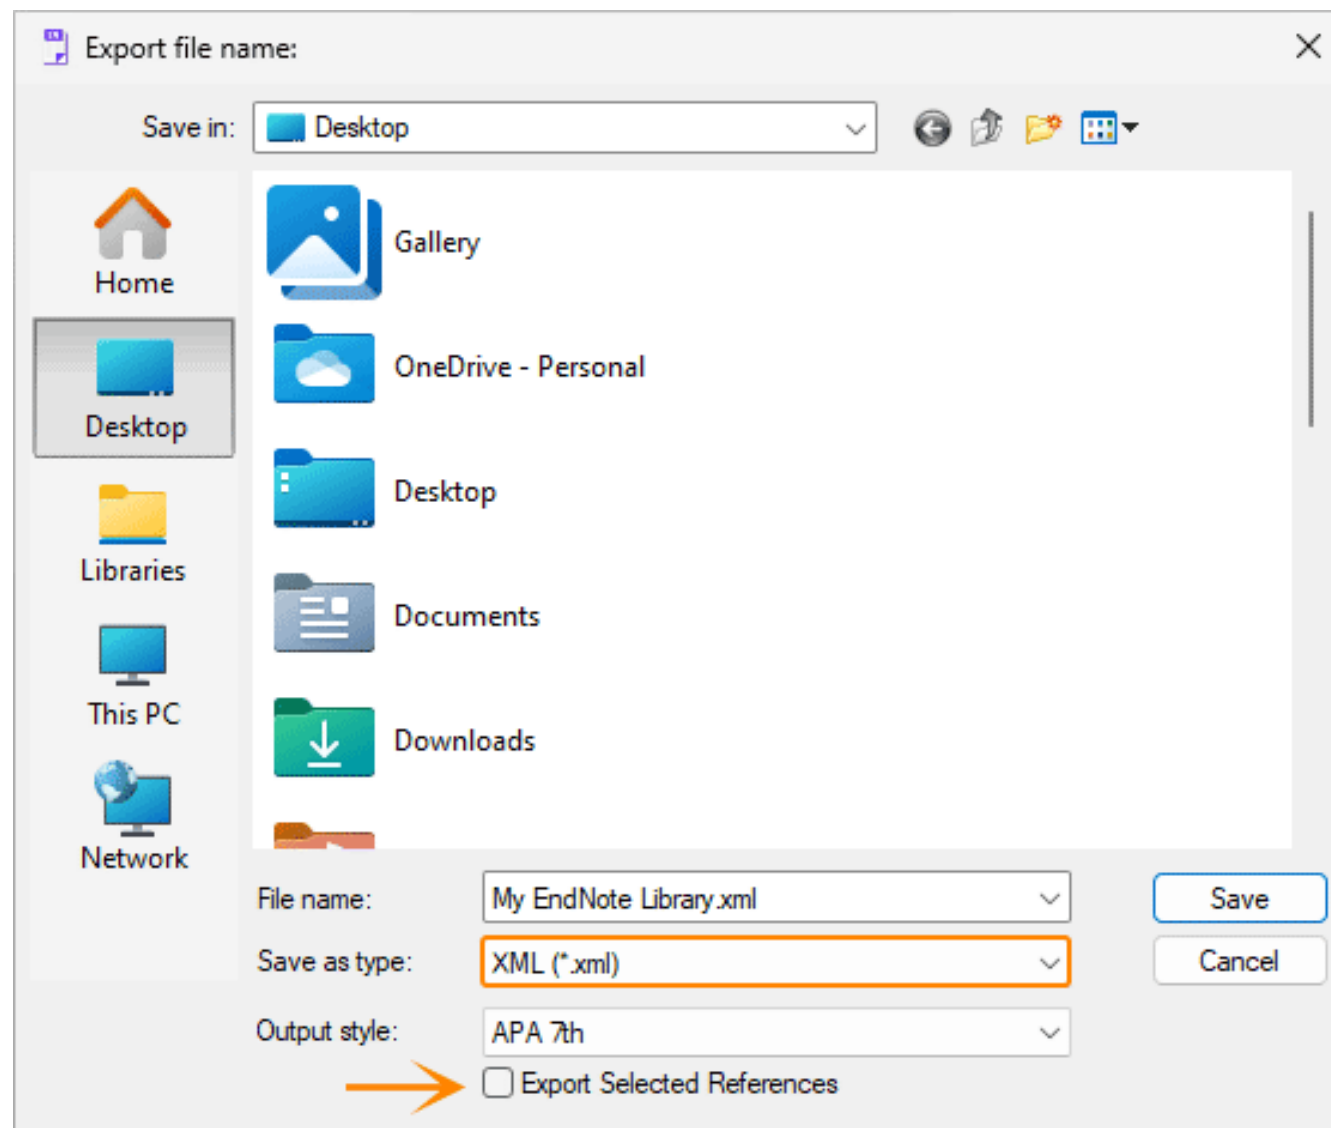 Export file name:
Save in: Desktop
Home
Desktop
Libraries
This PC
Network
Gallery
OneDrive - Personal
Desktop
Documents
Downloads
File name: My EndNote Library.xml Save
Save as type: XML (*.xml) Cancel
Output style: APA 7th
Export Selected References